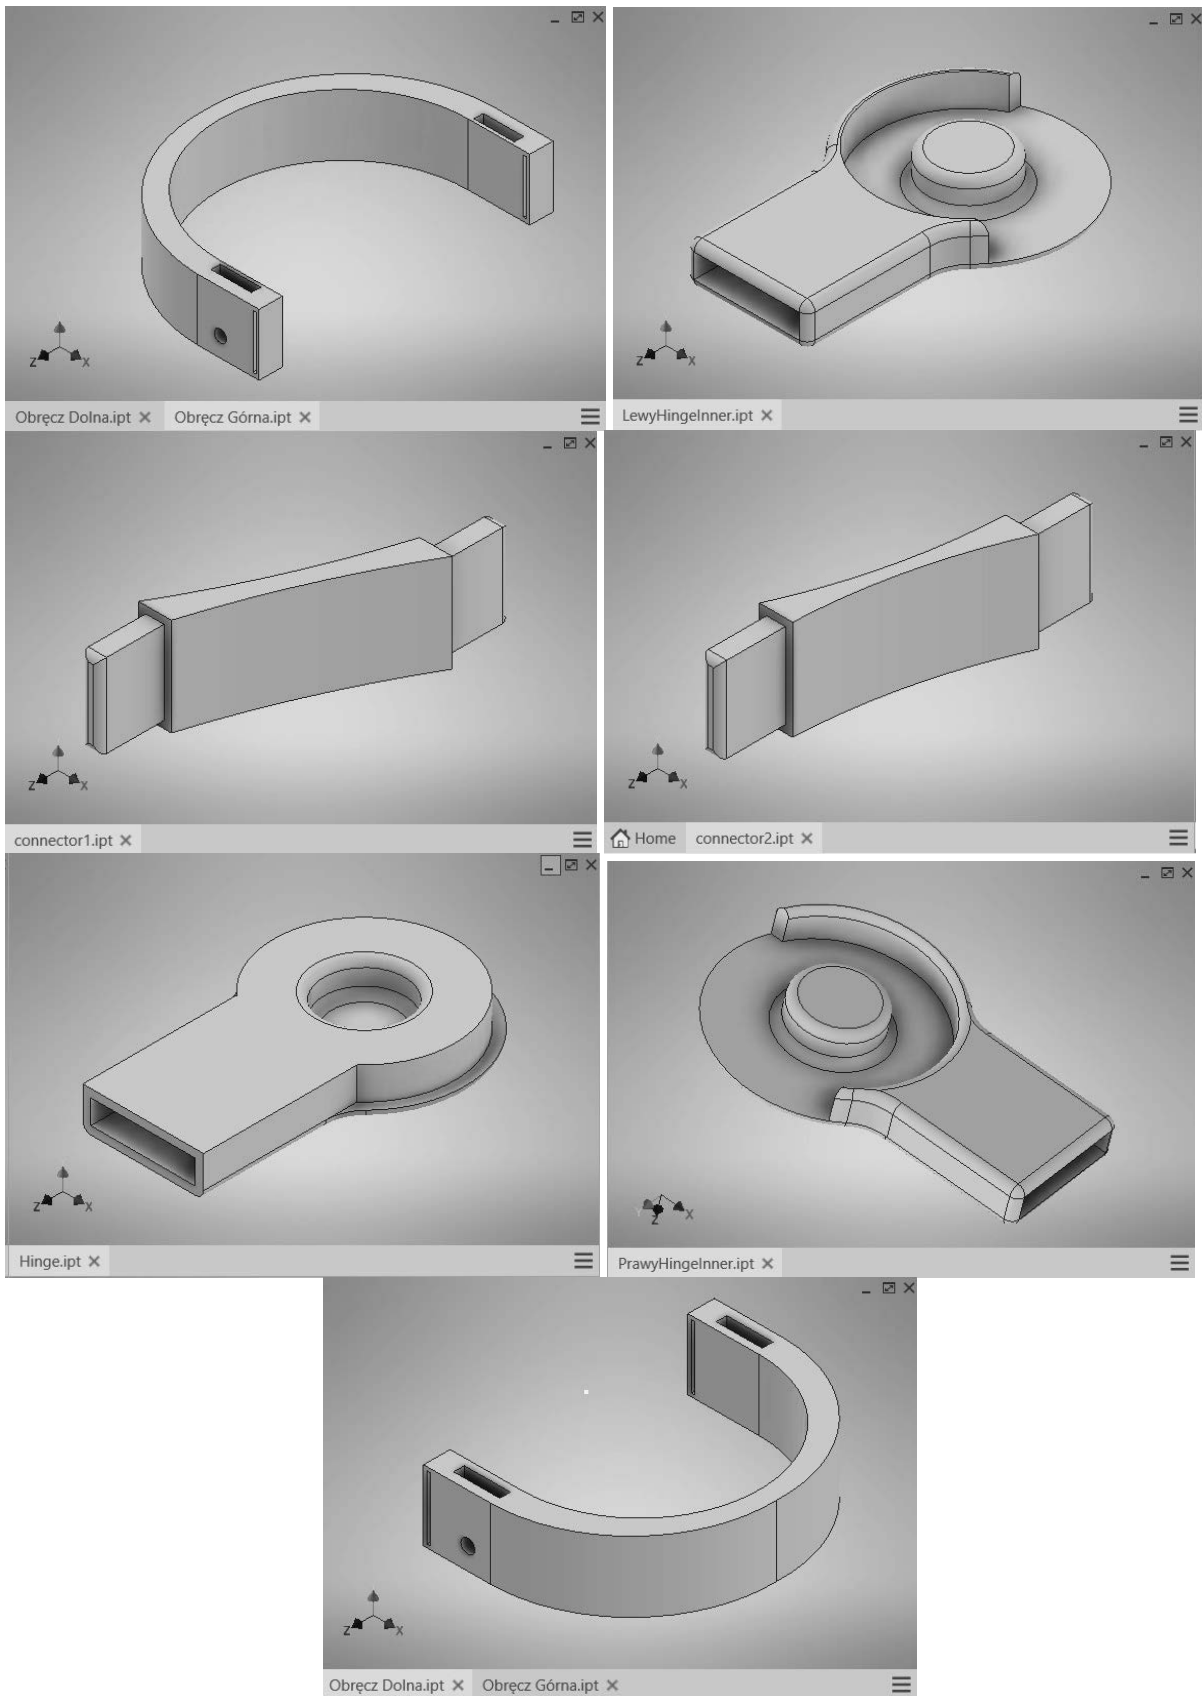 Z X
Obręcz Dolna.ipt × Obręcz Górna.ipt ×
Z X
LewyHingeInner.ipt ×
Z X
connector1.ipt ×
Z X
Home connector2.ipt ×
Z X
Hinge.ipt ×
Y Z X
PrawyHingeInner.ipt ×
Z X
Obręcz Dolna.ipt × Obręcz Górna.ipt ×